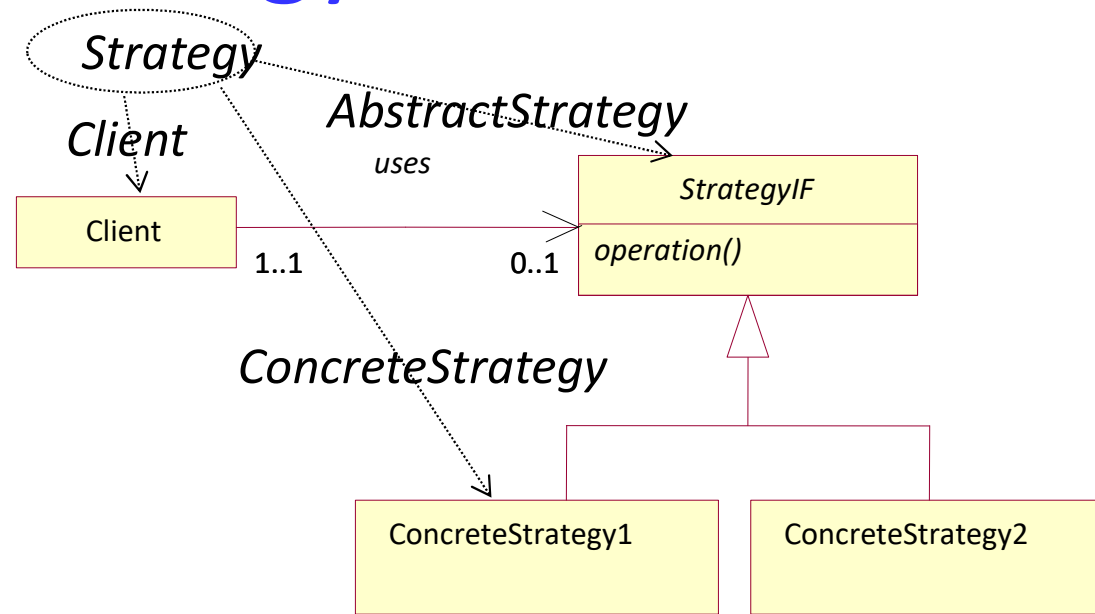 Strategy
AbstractStrategy
Client
uses
StrategyIF
Client
operation()
1..1
0..1
ConcreteStrategy
ConcreteStrategy1
ConcreteStrategy2